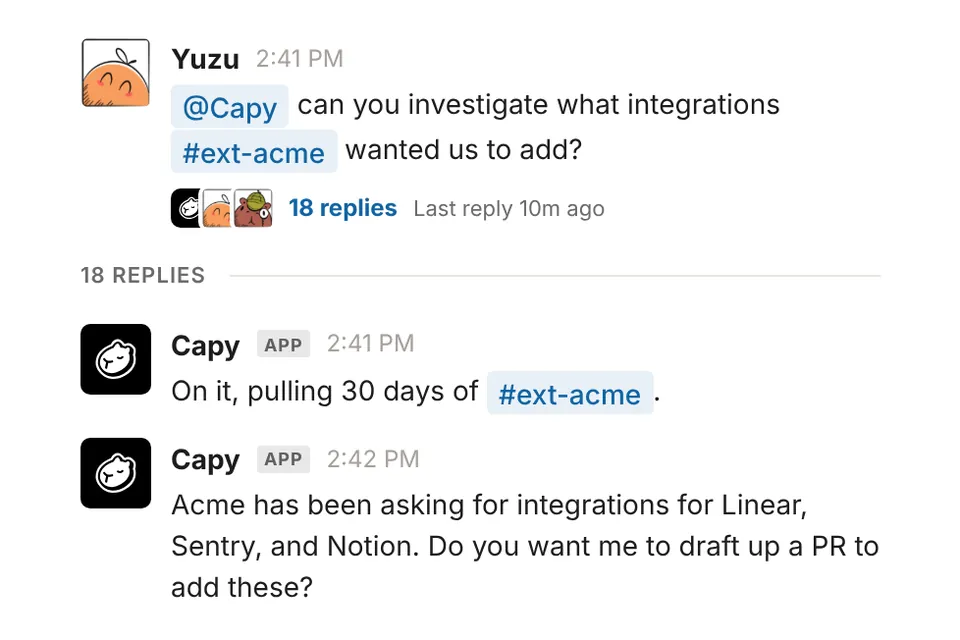 Yuzu 2:41 PM
@Capy can you investigate what integrations
#ext-acme wanted us to add?
18 replies Last reply 10m ago
18 REPLIES
Capy APP 2:41 PM
On it, pulling 30 days of #ext-acme.
Capy APP 2:42 PM
Acme has been asking for integrations for Linear,
Sentry, and Notion. Do you want me to draft up a PR to
add these?